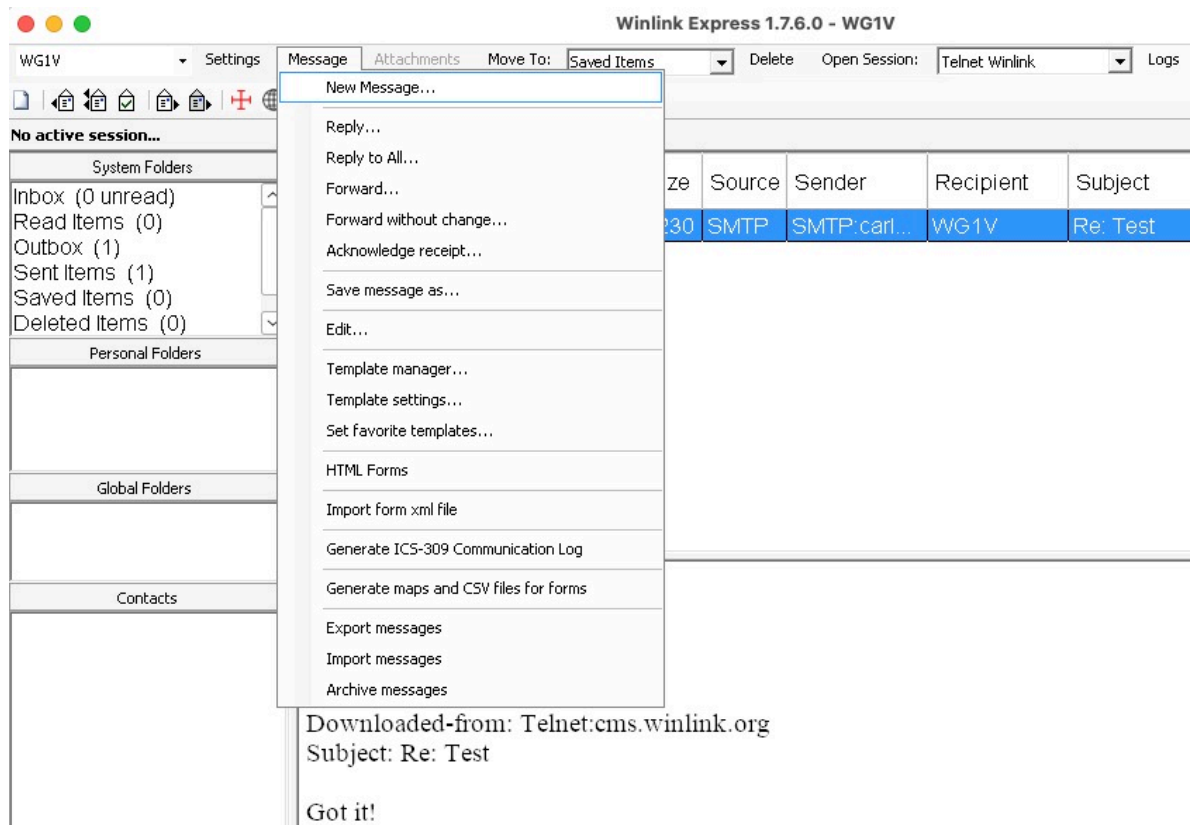 Winlink Express 1.7.6.0 - WG1V
WG1V Settings Message Attachments Move To: Saved Items Delete Open Session: Telnet Winlink Logs
No active session...
System Folders
Inbox (0 unread)
Read Items (0)
Outbox (1)
Sent Items (1)
Saved Items (0)
Deleted Items (0)
Personal Folders
Global Folders
Contacts
New Message...
Reply...
Reply to All...
Forward...
Forward without change...
Acknowledge receipt...
Save message as...
Edit...
Template manager...
Template settings...
Set favorite templates...
HTML Forms
Import form xml file
Generate ICS-309 Communication Log
Generate maps and CSV files for forms
Export messages
Import messages
Archive messages
ze Source Sender Recipient Subject
230 SMTP SMTP:carl... WG1V Re: Test
Downloaded-from: Telnet:cms.winlink.org
Subject: Re: Test
Got it!